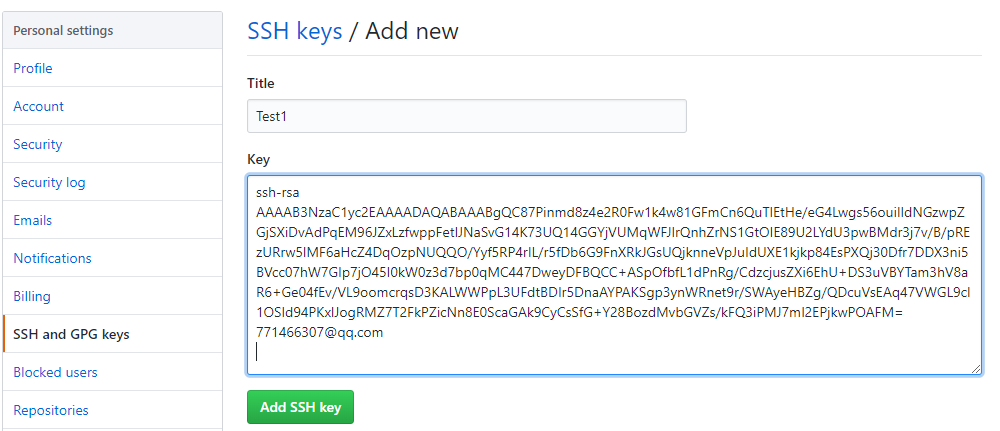 Personal settings
Profile
Account
Security
Security log
Emails
Notifications
Billing
SSH and GPG keys
Blocked users
Repositories
SSH keys / Add new
Title
Test1
Key
ssh-rsa
AAAAB3NzaC1yc2EAAAADAQABAAABgQC87Pinmd8z4e2R0Fw1k4w81GFmCn6QuTIEtHe/eG4Lwgs56ouiIldNGzwpZ
GjSXiDvAdPqEM96JZxLzfwppFetIJNaSvG14K73UQ14GGYjVUMqWFJIrQnhZrNS1GtOIE89U2LYdU3pwBMdr3j7v/B/pRE
zURrw5IMF6aHcZ4DqOzpNUQQO/Yyf5RP4rIL/r5fDb6G9FnXRkJGsUQjknneVpJuIdUXE1kjkp84EsPXQj30Dfr7DDX3ni5
BVcc07hW7GIp7jO45I0kW0z3d7bp0qMC447DweyDFBQCC+ASpOfbfL1dPnRg/CdzcjusZXi6EhU+DS3uVBYTam3hV8a
R6+Ge04fEv/VL9oomcrqsD3KALWWPpL3UFdtBDIr5DnaAYPAKSgp3ynWRnet9r/SWAyeHBZg/QDcuVsEAq47VWGL9cI
1OSId94PKxIJogRMZ7T2FkPZicNn8E0ScaGAk9CyCsSfG+Y28BozdMvbGVZs/kFQ3iPMJ7mI2EPjkwPOAFM=
771466307@qq.com
Add SSH key